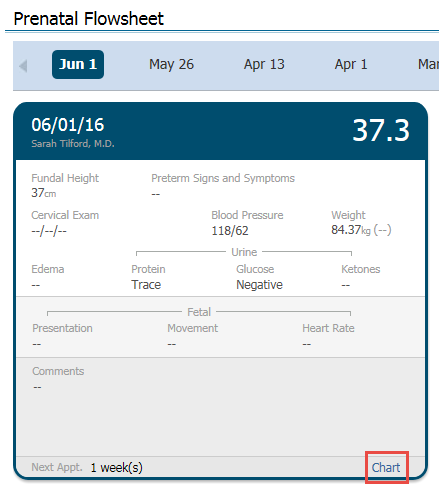 Prenatal Flowsheet
Jun 1 May 26 Apr 13 Apr 1 Mar
06/01/16 37.3
Sarah Tilford, M.D.
Fundal Height Preterm Signs and Symptoms
37cm --
Cervical Exam Blood Pressure Weight
--/--/-- 118/62 84.37kg (--)
Urine
Edema Protein Glucose Ketones
-- Trace Negative --
Fetal
Presentation Movement Heart Rate
-- -- --
Comments
--
Next Appt. 1 week(s) Chart